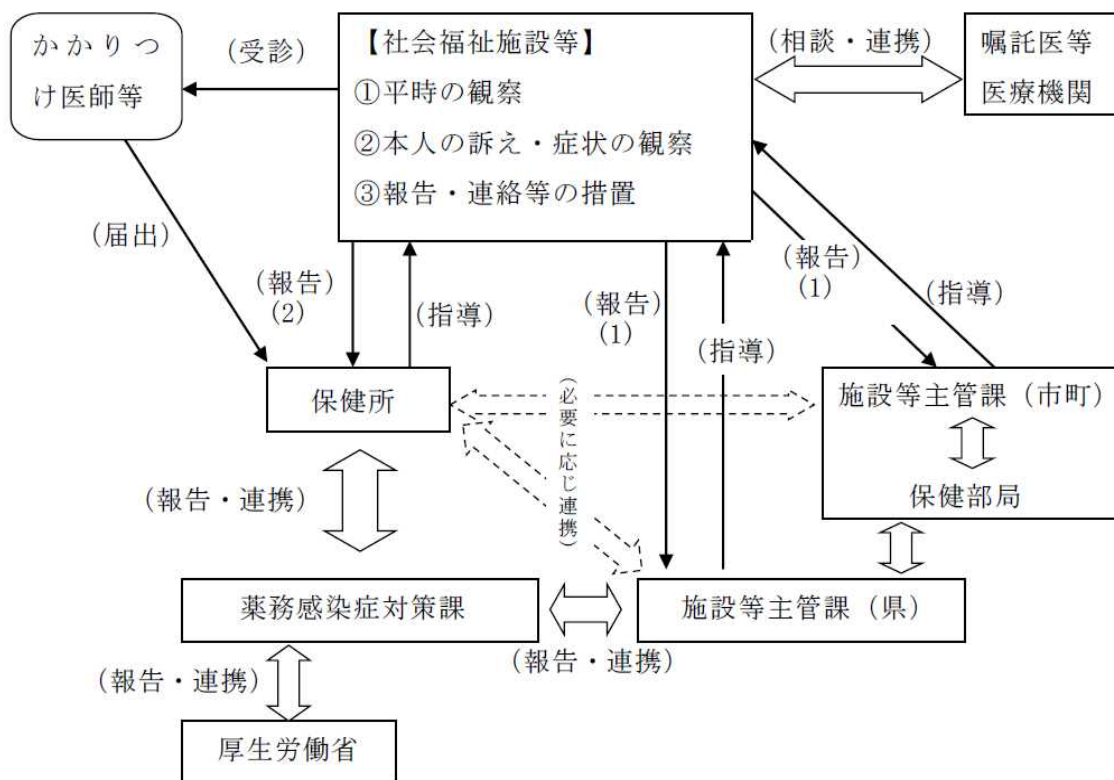 かかりつ
け医師等
(受診)
【社会福祉施設等】
①平時の観察
②本人の訴え・症状の観察
③報告・連絡等の措置
(相談・連携)
嘱託医等
医療機関
(届出)
(報告)
(2)
(指導)
(報告)
(1)
(指導)
(報告)
(1)
(指導)
保健所
(必要に応じ連携)
施設等主管課(市町)
保健部局
(報告・連携)
薬務感染症対策課
施設等主管課(県)
(報告・連携)
(報告・連携)
厚生労働省